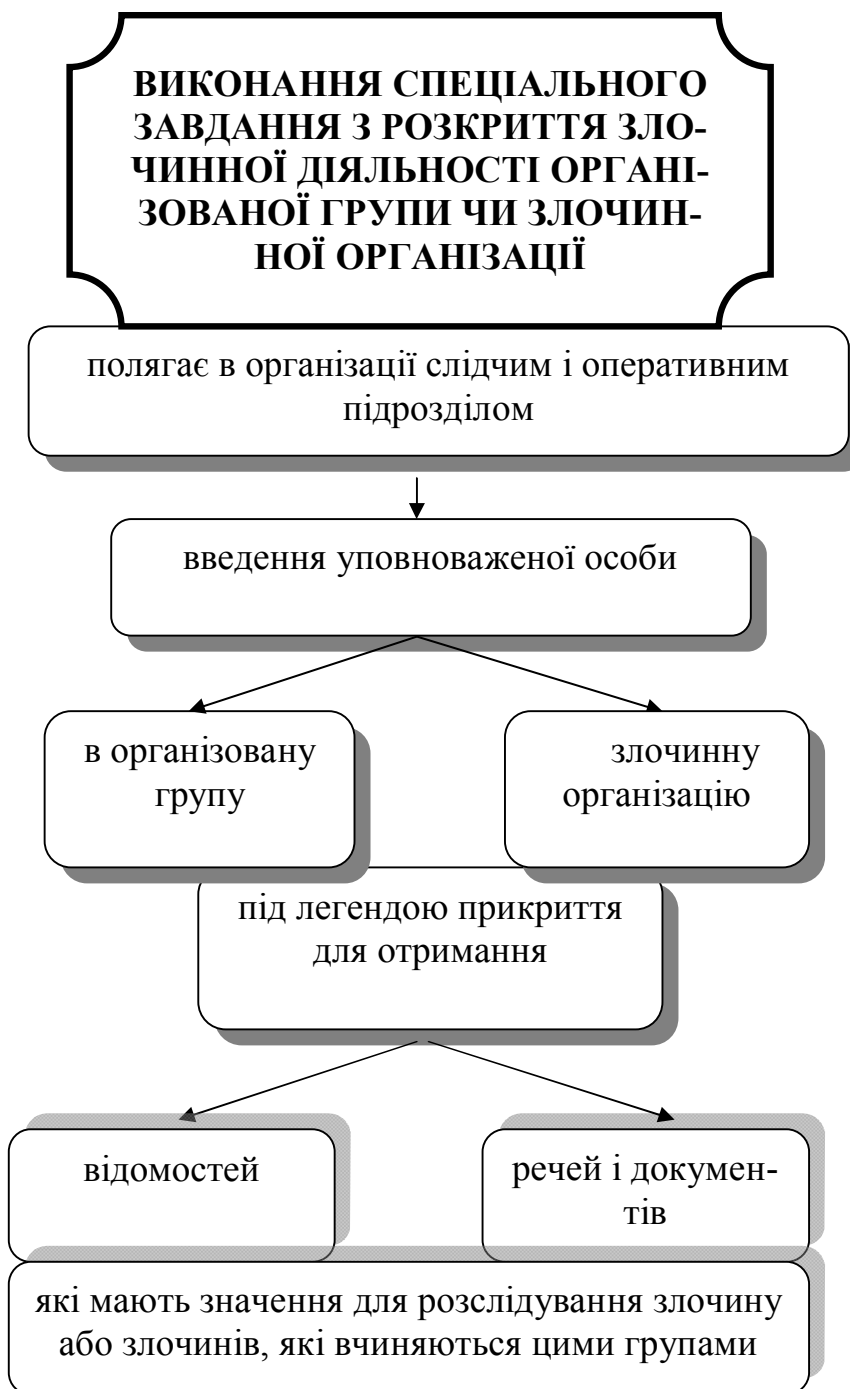 ВИКОНАННЯ СПЕЦІАЛЬНОГО
ЗАВДАННЯ З РОЗКРИТТЯ ЗЛО-
ЧИННОЇ ДІЯЛЬНОСТІ ОРГАНІ-
ЗОВАНОЇ ГРУПИ ЧИ ЗЛОЧИН-
НОЇ ОРГАНІЗАЦІЇ
полягає в організації слідчим і оперативним
підрозділом
введення уповноваженої особи
в організовану
групу
злочинну
організацію
під легендою прикриття
для отримання
відомостей
речей і докумен-
тів
які мають значення для розслідування злочину
або злочинів, які вчиняються цими групами